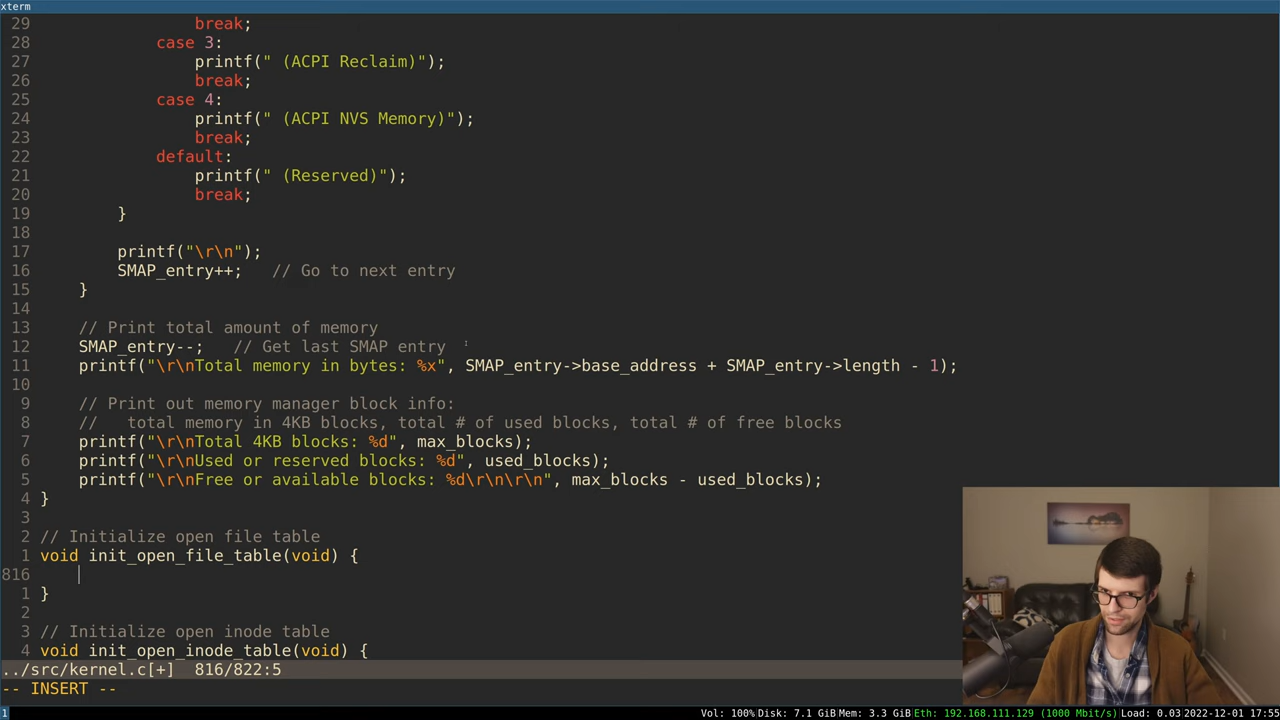 xterm
29                 break;
28             case 3:
27                 printf(" (ACPI Reclaim)");
26                 break;
25             case 4:
24                 printf(" (ACPI NVS Memory)");
23                 break;
22             default:
21                 printf(" (Reserved)");
20                 break;
19         }
18
17         printf("\r\n");
16         SMAP_entry++;   // Go to next entry
15     }
14
13     // Print total amount of memory
12     SMAP_entry--;   // Get last SMAP entry
11     printf("\r\nTotal memory in bytes: %x", SMAP_entry->base_address + SMAP_entry->length - 1);
10
9     // Print out memory manager block info:
8     //   total memory in 4KB blocks, total # of used blocks, total # of free blocks
7     printf("\r\nTotal 4KB blocks: %d", max_blocks);
6     printf("\r\nUsed or reserved blocks: %d", used_blocks);
5     printf("\r\nFree or available blocks: %d\r\n\r\n", max_blocks - used_blocks);
4 }
3
2 // Initialize open file table
1 void init_open_file_table(void) {
816
1 }
2
3 // Initialize open inode table
4 void init_open_inode_table(void) {
../src/kernel.c[+]  816/822:5
-- INSERT --
1 Vol: 100% Disk: 7.1 GiB Mem: 3.3 GiB Eth: 192.168.111.129 (1000 Mbit/s) Load: 0.03 2022-12-01 17:55